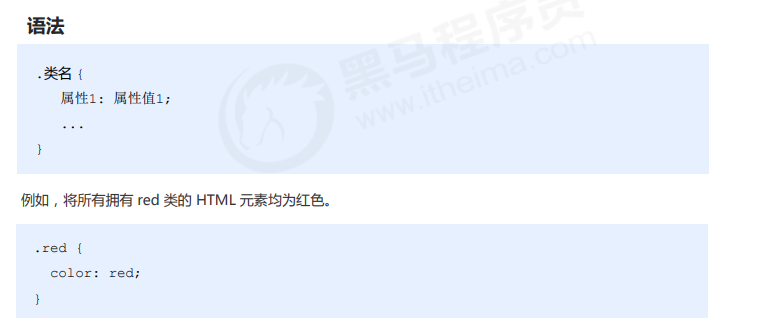 语法
.类名 {
属性1: 属性值1;
...
}
黑马程序员
www.itheima.com
例如，将所有拥有 red 类的 HTML 元素均为红色。
.red {
color: red;
}